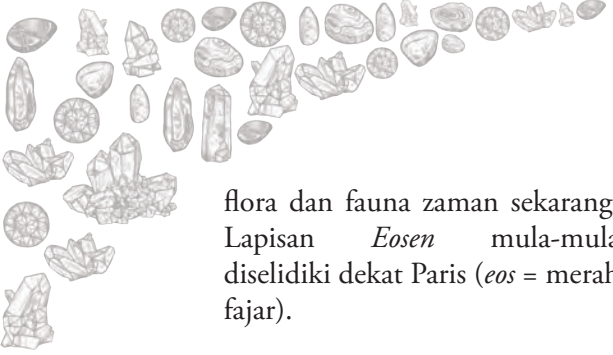 flora dan fauna zaman sekarang
Lapisan Eosen mula-mula
diselidiki dekat Paris (eos = merah
fajar).